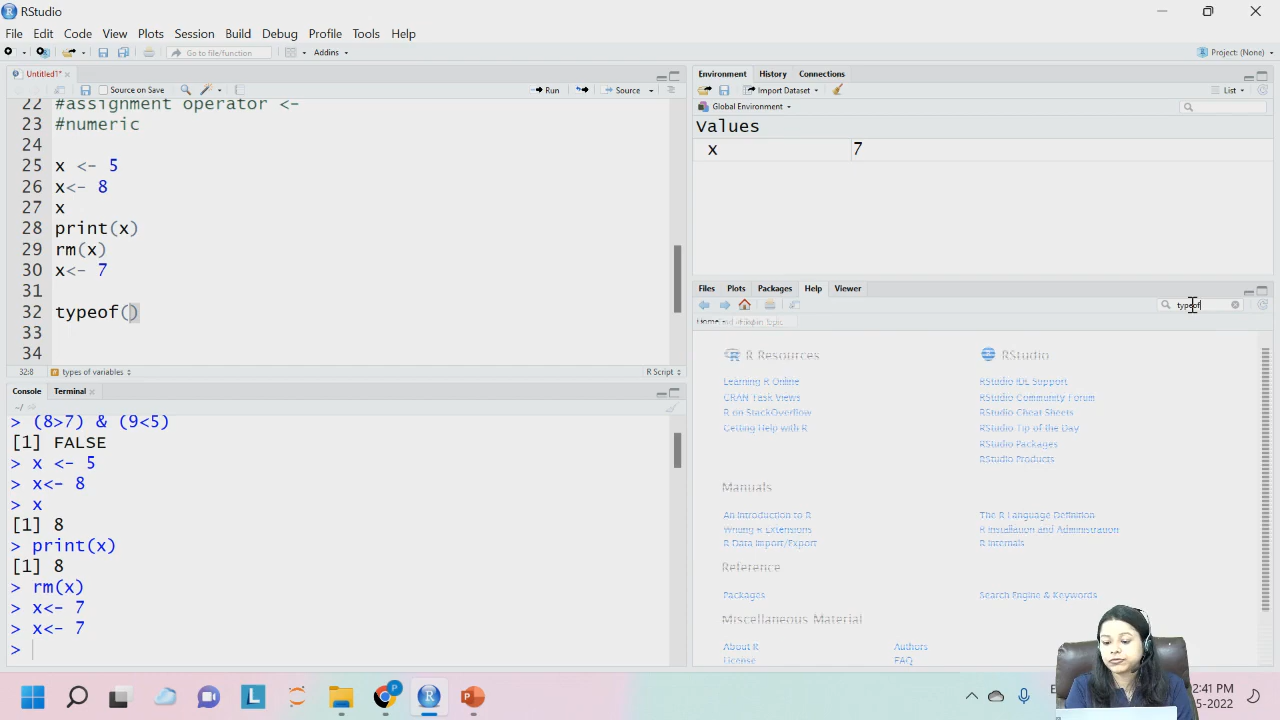 RStudio
File Edit Code View Plots Session Build Debug Profile Tools Help
Go to file/function Addins Project: (None)
Untitled1*
Source on Save Run Source
22 #assignment operator <-
23 #numeric
24
25 x <- 5
26 x<- 8
27 x
28 print(x)
29 rm(x)
30 x<- 7
31
32 typeof()
33
34
32:8 types of variables R Script
Console Terminal
~/
> (8>7) & (9<5)
[1] FALSE
> x <- 5
> x<- 8
> x
[1] 8
> print(x)
[1] 8
> rm(x)
> x<- 7
> x<- 7
>
Environment History Connections
Import Dataset List
Global Environment
Values
x 7
Files Plots Packages Help Viewer
typeof
Home
R Resources RStudio
Learning R Online RStudio IDE Support
CRAN Task Views RStudio Community Forum
R on StackOverflow RStudio Cheat Sheets
Getting Help with R RStudio Tip of the Day
RStudio Packages
RStudio Products
Manuals
An Introduction to R The R Language Definition
Writing R Extensions R Installation and Administration
R Data Import/Export R Internals
Reference
Packages Search Engine & Keywords
Miscellaneous Material
About R Authors
License FAQ
2:41 PM
2022